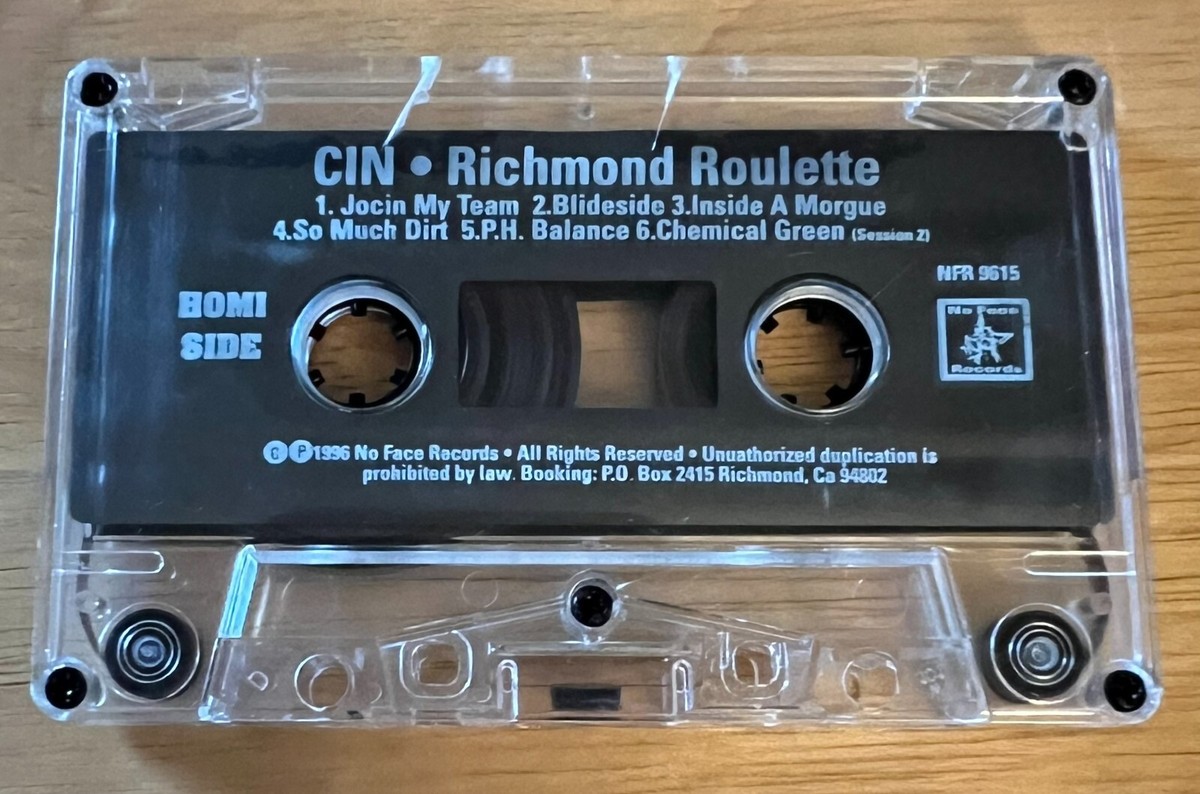 CIN • Richmond Roulette
1. Jocin My Team 2.Blideside 3.Inside A Morgue
4.So Much Dirt 5.P.H. Balance 6.Chemical Green (Session 2)
NFR 9615
HOMI
SIDE
No Face
Records
©℗1996 No Face Records • All Rights Reserved • Unauthorized duplication is
prohibited by law. Booking: P.O. Box 2415 Richmond, Ca 94802